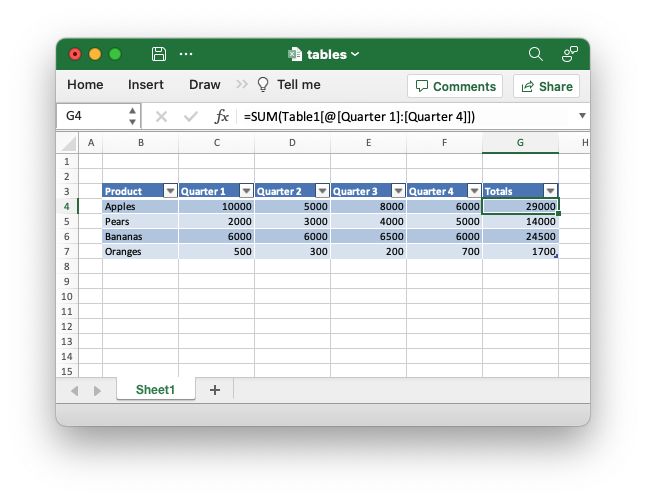 tables
Home Insert Draw Tell me Comments Share
G4 fx =SUM(Table1[@[Quarter 1]:[Quarter 4]])
A B C D E F G H
1
2
3 Product Quarter 1 Quarter 2 Quarter 3 Quarter 4 Totals
4 Apples 10000 5000 8000 6000 29000
5 Pears 2000 3000 4000 5000 14000
6 Bananas 6000 6000 6500 6000 24500
7 Oranges 500 300 200 700 1700
8
9
10
11
12
13
14
15
Sheet1